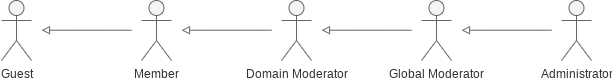 Guest
Member
Domain Moderator
Global Moderator
Administrator